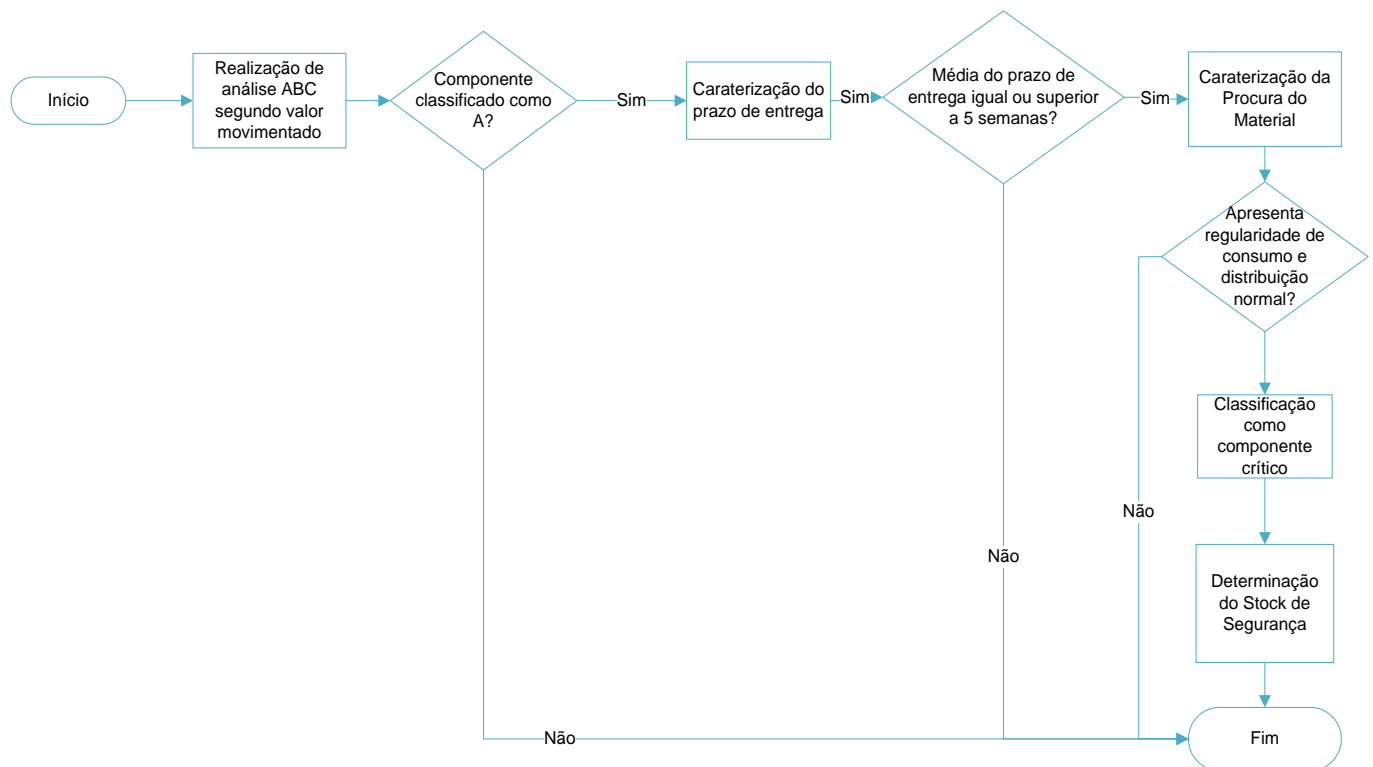 Início
Realização de
análise ABC
segundo valor
movimentado
Componente
classificado como
A?
Sim
Caraterização do
prazo de entrega
Sim
Média do prazo de
entrega igual ou superior
a 5 semanas?
Sim
Caraterização da
Procura do
Material
Apresenta
regularidade de
consumo e
distribuição
normal?
Classificação
como
componente
crítico
Não
Não
Determinação
do Stock de
Segurança
Não
Fim